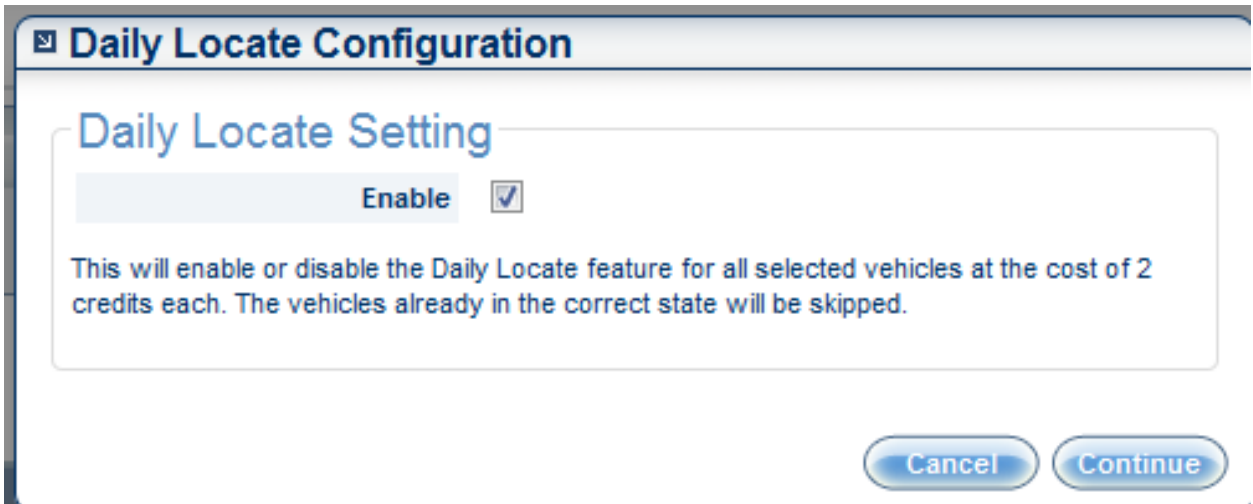 Daily Locate Configuration
Daily Locate Setting
Enable
This will enable or disable the Daily Locate feature for all selected vehicles at the cost of 2
credits each. The vehicles already in the correct state will be skipped.
Cancel Continue